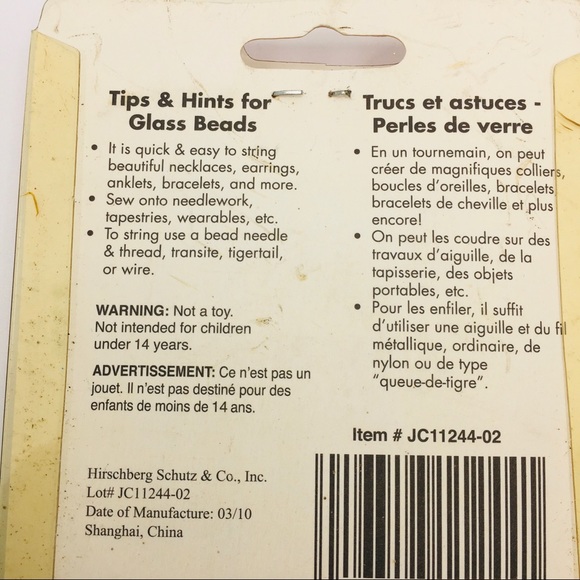 Tips & Hints for
Glass Beads
• It is quick & easy to string
beautiful necklaces, earrings,
anklets, bracelets, and more.
• Sew onto needlework,
tapestries, wearables, etc.
• To string use a bead needle
& thread, transite, tigertail,
or wire.
WARNING: Not a toy.
Not intended for children
under 14 years.
ADVERTISSEMENT: Ce n'est pas un
jouet. Il n'est pas destiné pour des
enfants de moins de 14 ans.
Hirschberg Schutz & Co., Inc.
Lot# JC11244-02
Date of Manufacture: 03/10
Shanghai, China
Trucs et astuces -
Perles de verre
• En un tournemain, on peut
créer de magnifiques colliers,
boucles d'oreilles, bracelets
bracelets de cheville et plus
encore!
• On peut les coudre sur des
travaux d'aiguille, de la
tapisserie, des objets
portables, etc.
• Pour les enfiler, il suffit
d'utiliser une aiguille et du fil
métallique, ordinaire, de
nylon ou de type
"queue-de-tigre".
Item # JC11244-02